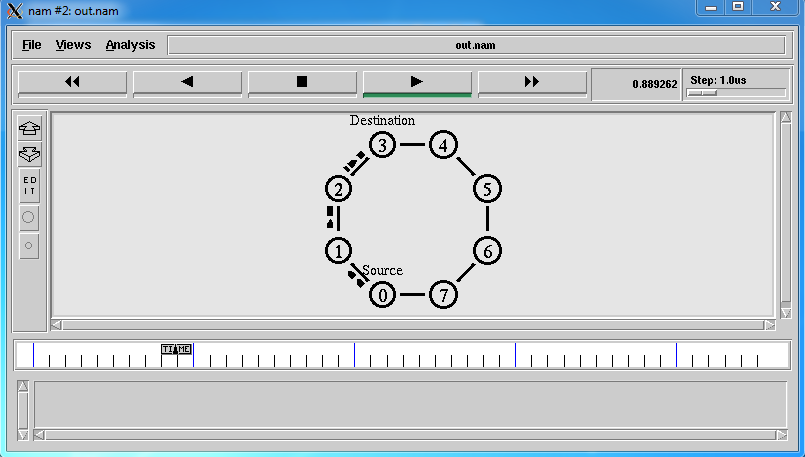 nam #2: out.nam
File Views Analysis
out.nam
0.889262
Step: 1.0us
Destination
3 4
ED
IT
2 5
1 6
Source
0 7
TIME